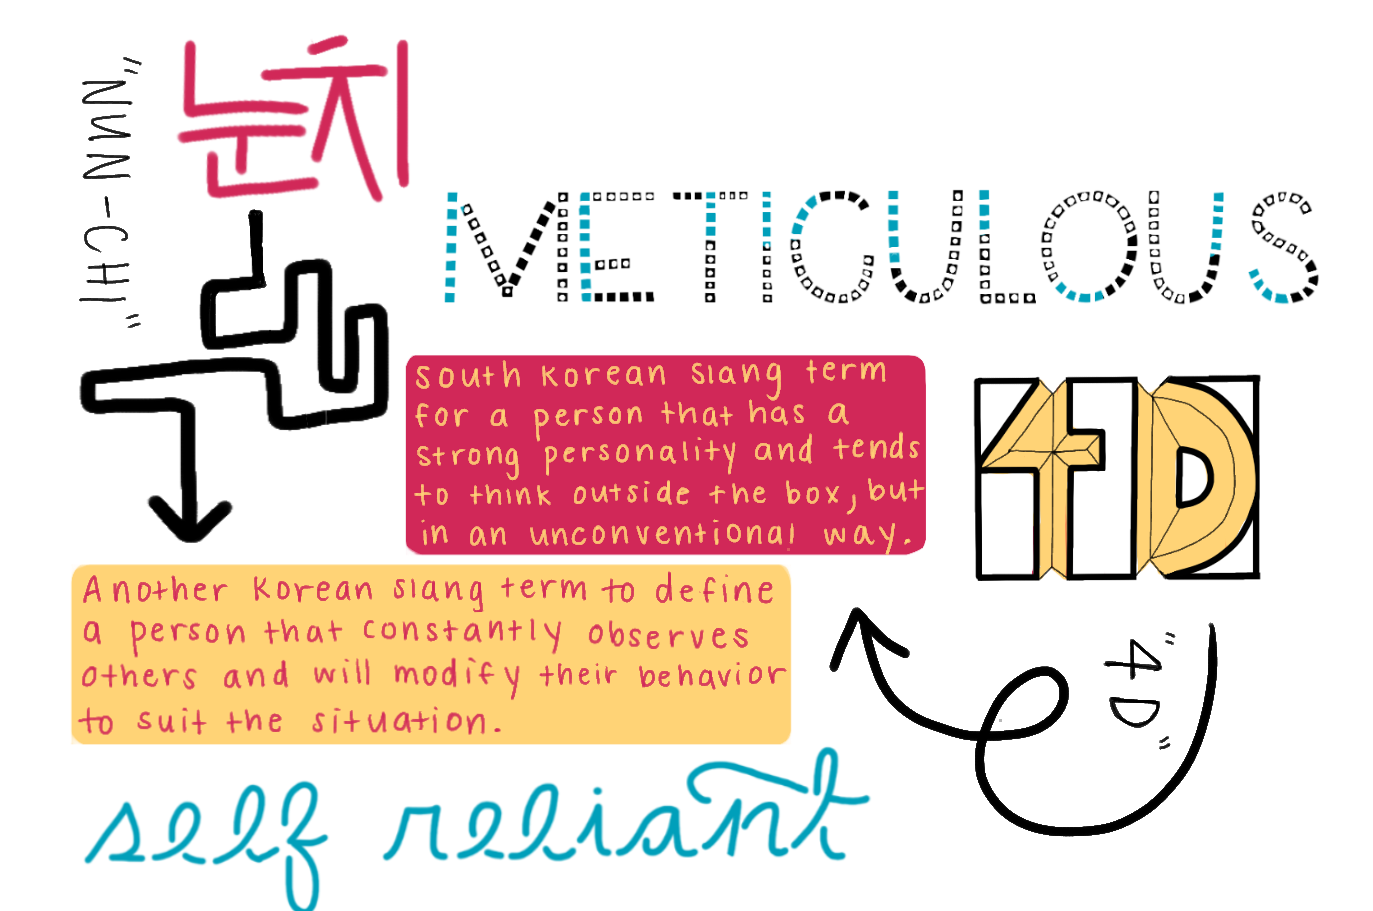 "NUN-CHI"
눈치
METICULOUS
South Korean slang term
for a person that has a
strong personality and tends
to think outside the box, but
in an unconventional way.
4D
"4D"
Another Korean slang term to define
a person that constantly observes
others and will modify their behavior
to suit the situation.
self reliant